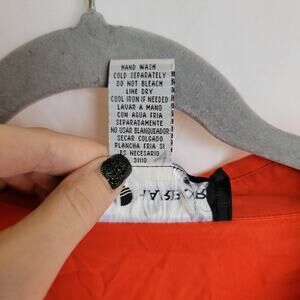 HAND WASH
COLD SEPARATELY
DO NOT BLEACH
LINE DRY
COOL IRON IF NEEDED
LAVAR A MANO
CON AGUA FRIA
SEPARADAMENTE
NO USAR BLANQUEADOR
SECAR COLGADO
PLANCHA FRIA SI
ES NECESARIO
31110